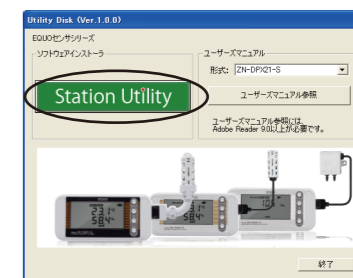 Utility Disk (Ver.1.0.0)
EQUOセンサシリーズ
ソフトウェアインストーラ
Station Utility
ユーザーズマニュアル
形式: ZN-DPX21-S
ユーザーズマニュアル参照
ユーザーズマニュアル参照には、
Adobe Reader 9.0以上が必要です。
終了